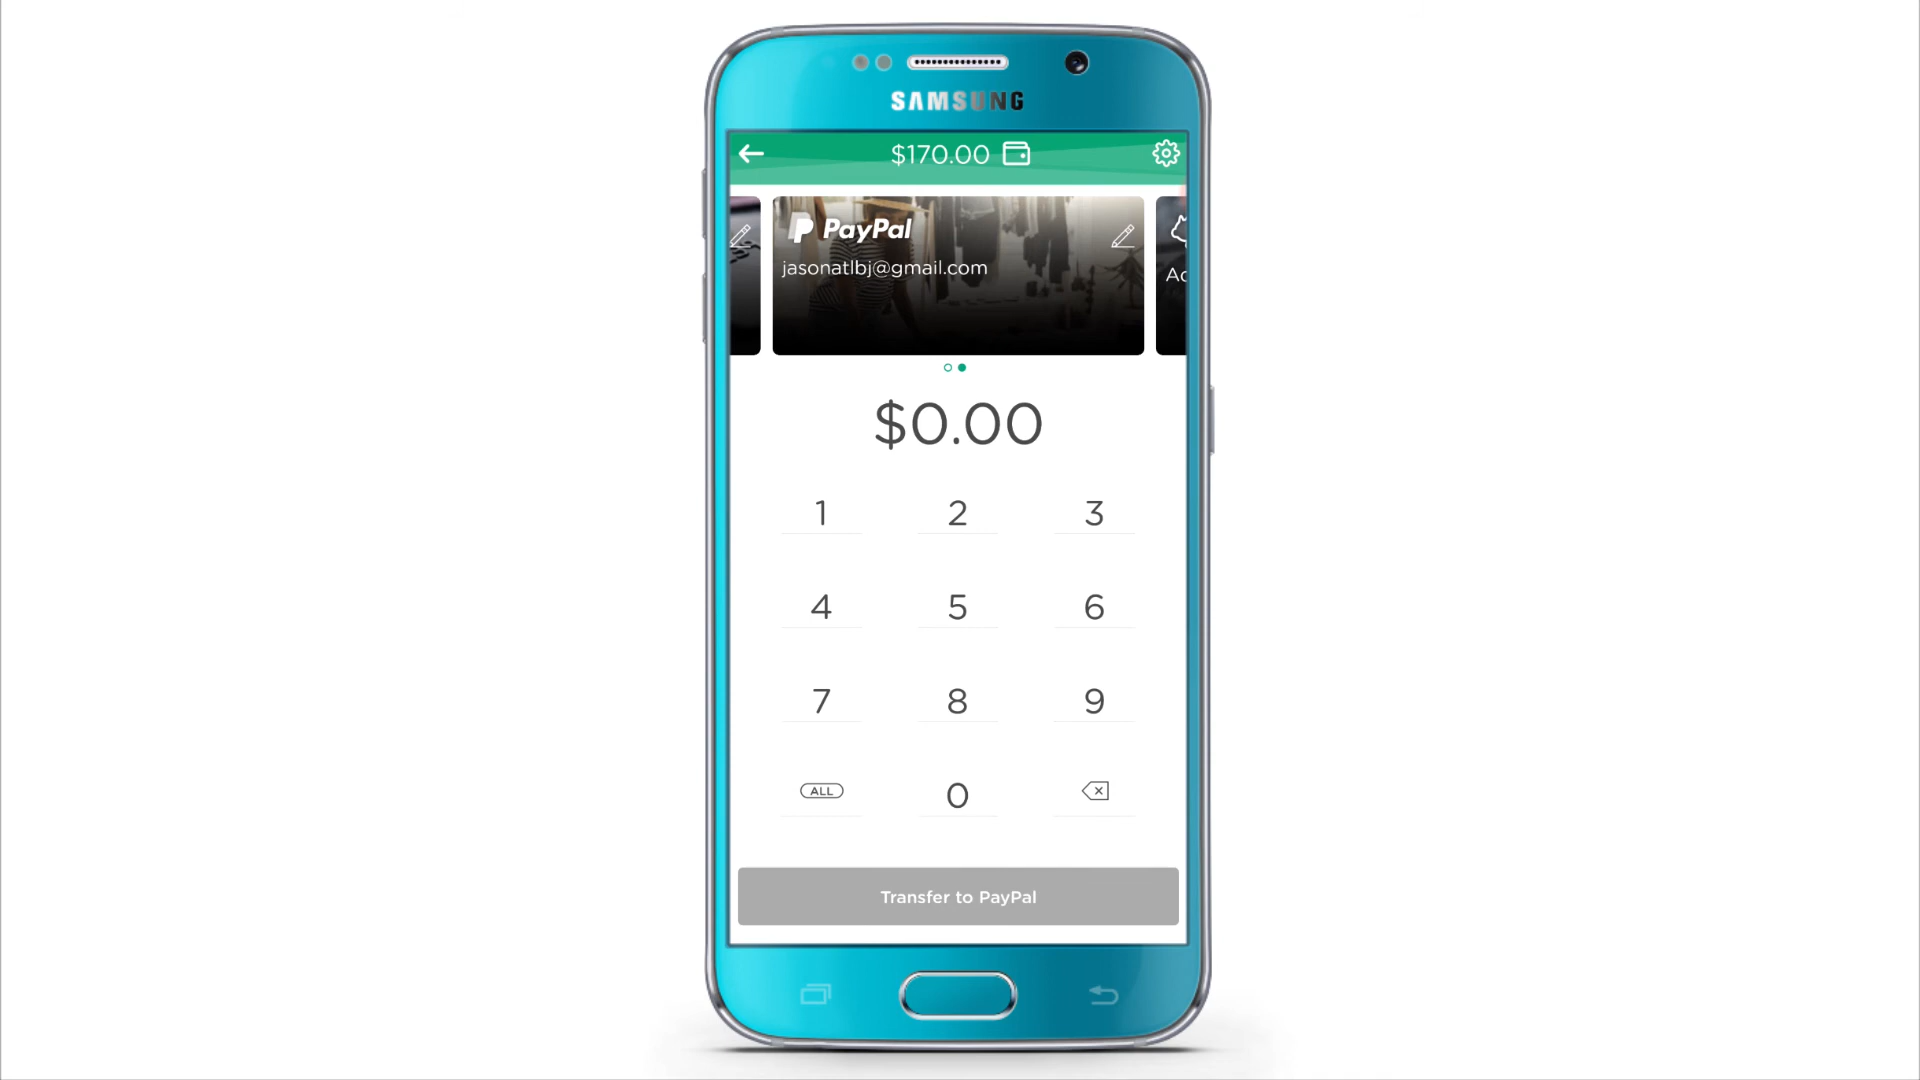 SAMSUNG
$170.00
PayPal
jasonatlbj@gmail.com
Ac
$0.00
1 2 3
4 5 6
7 8 9
ALL 0
Transfer to PayPal